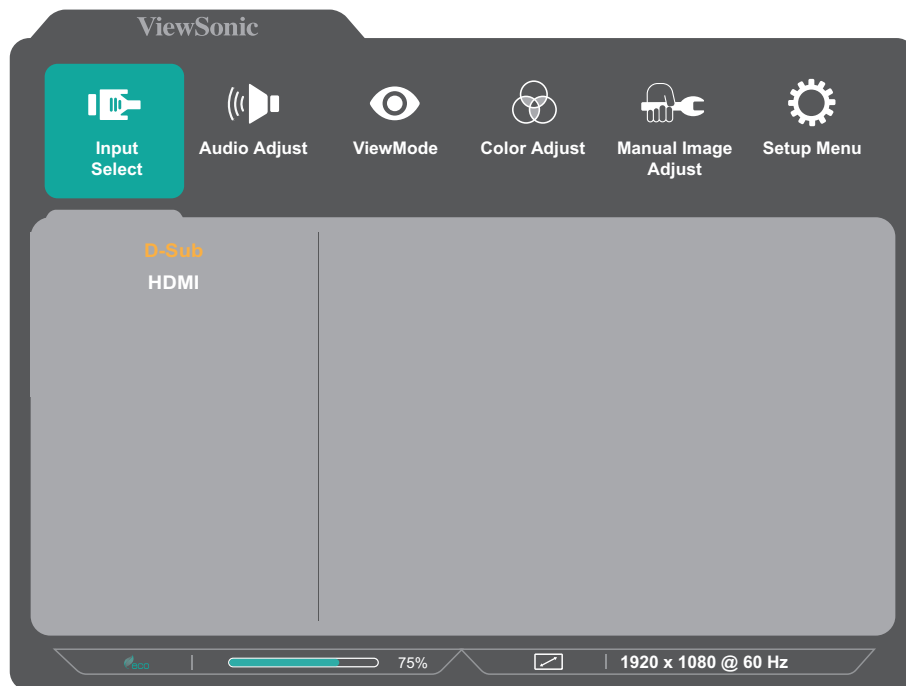 ViewSonic
Input Select
Audio Adjust
ViewMode
Color Adjust
Manual Image Adjust
Setup Menu
D-Sub
HDMI
ECO
75%
1920 x 1080 @ 60 Hz